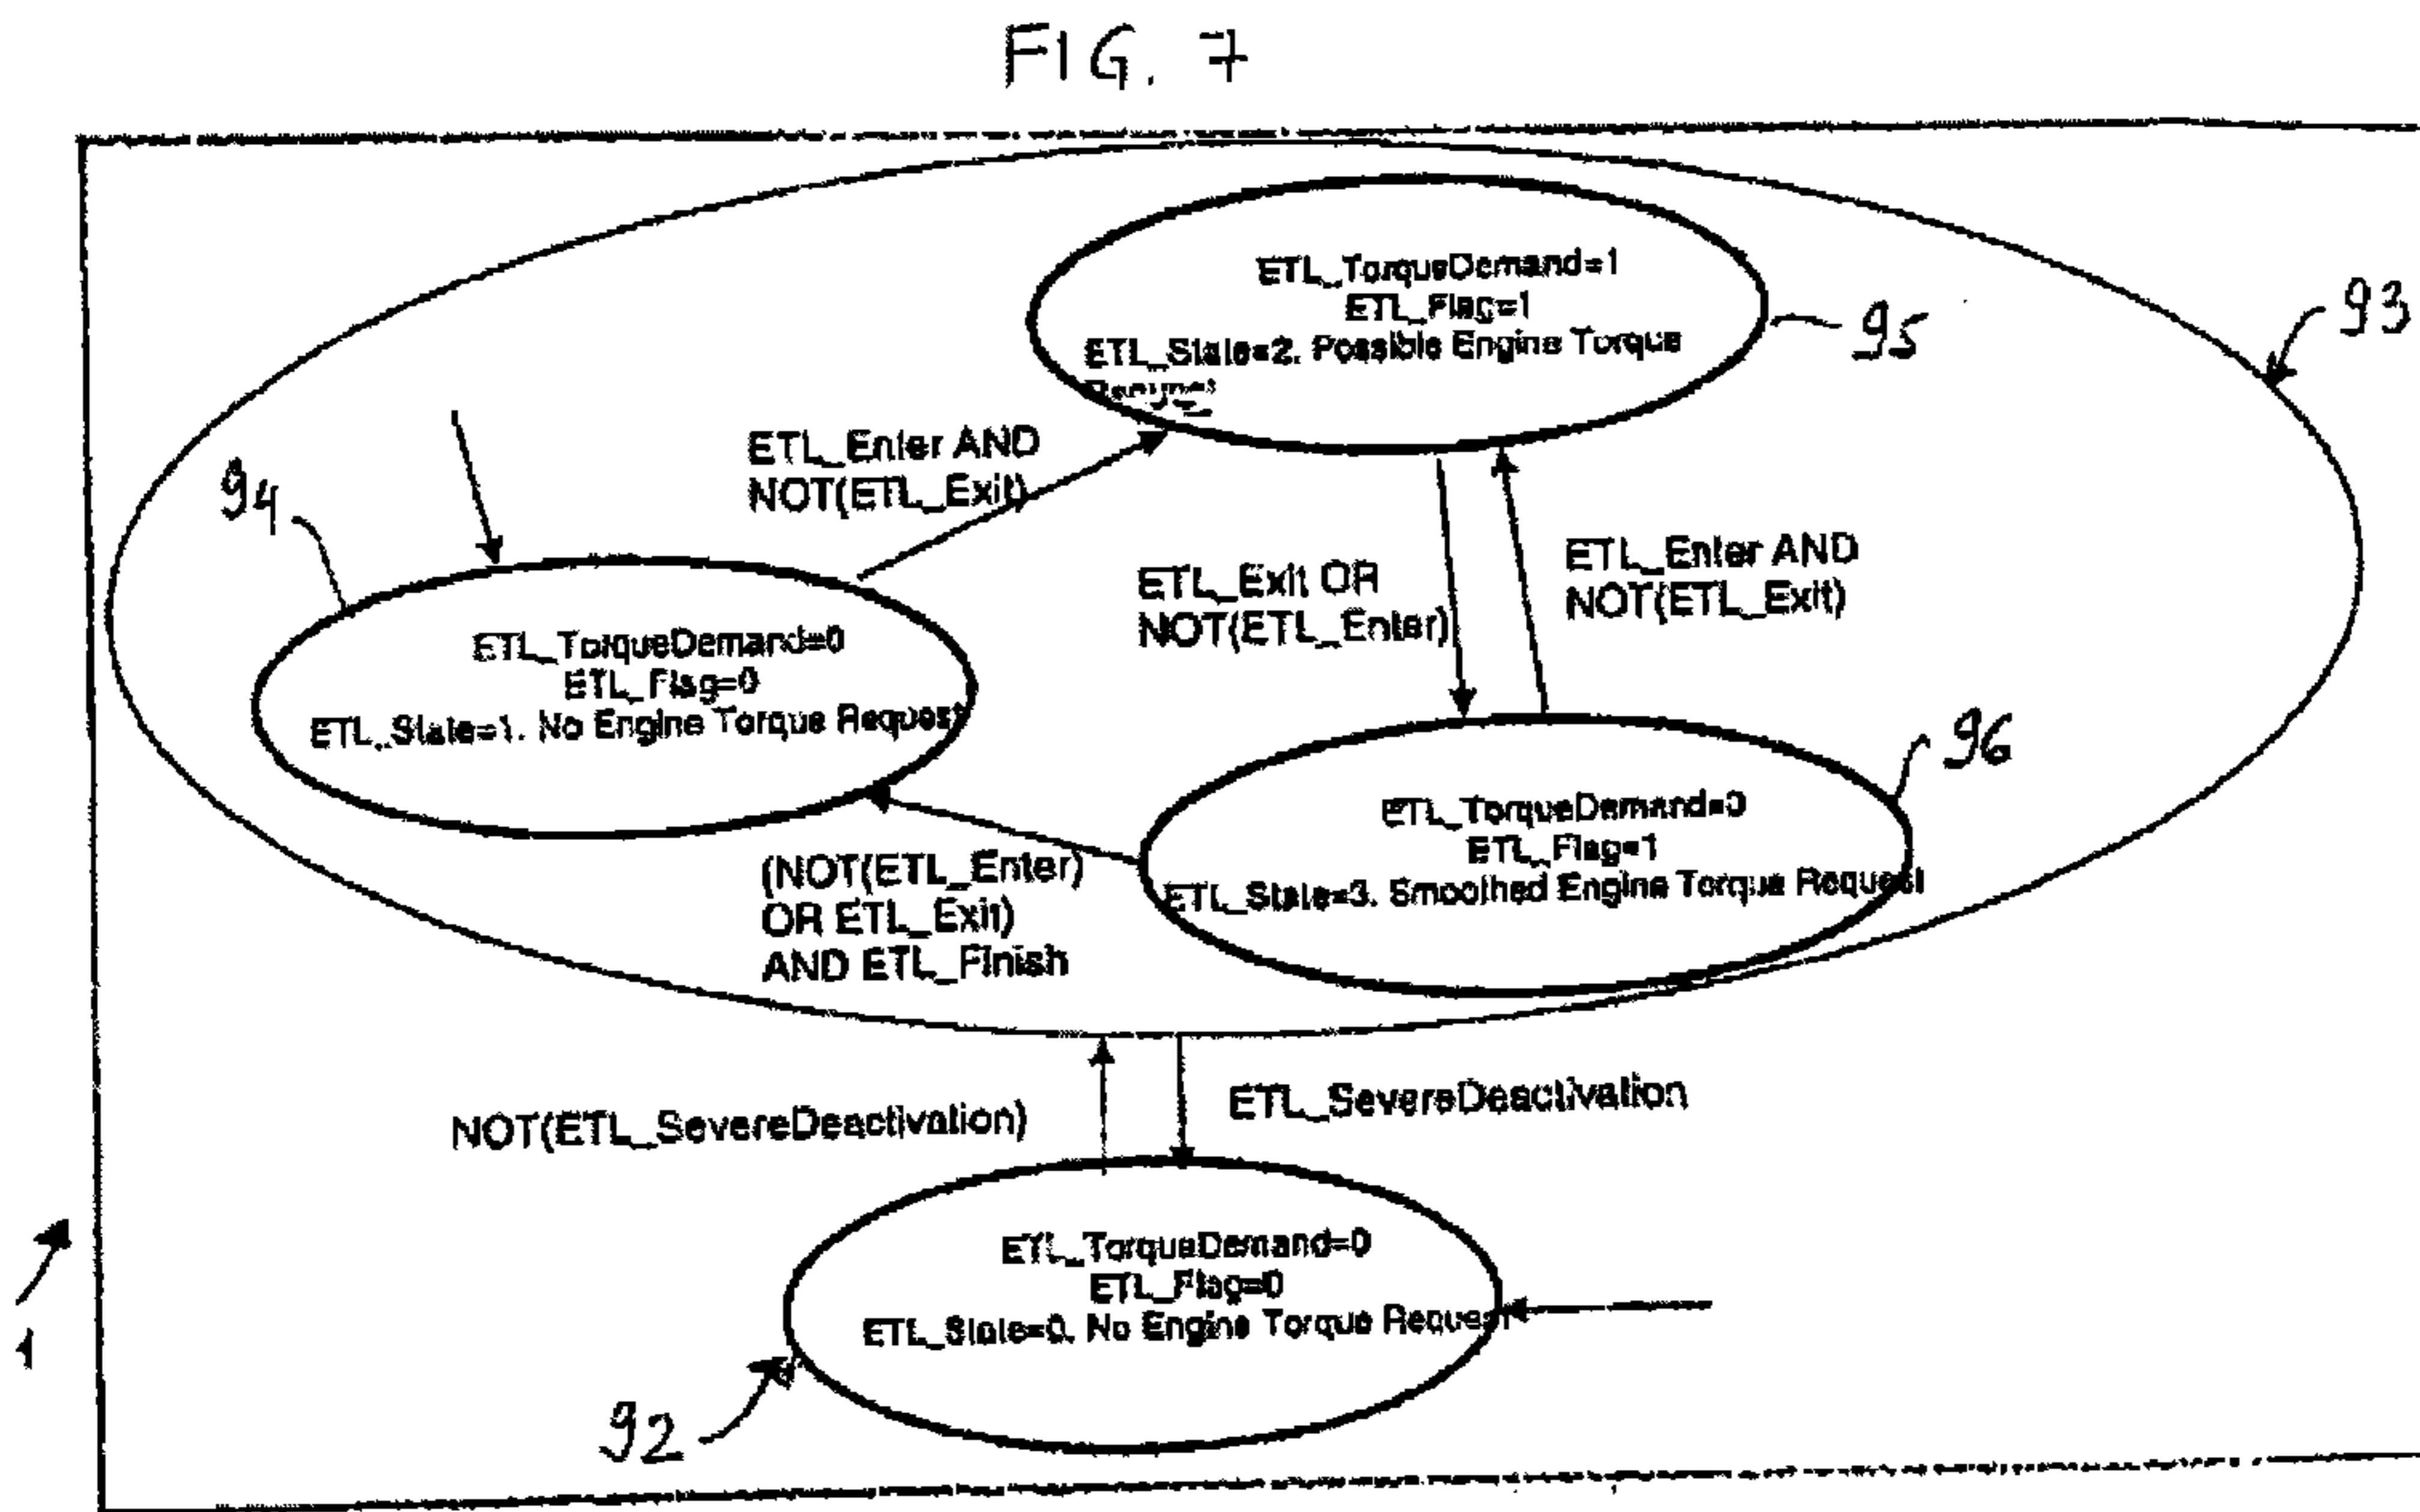 FIG. 7
ETL_TorqueDemand=1
ETL_Flag=1
ETL_State=2. Possible Engine Torque
Request
95
93
ETL_Enter AND
NOT(ETL_Exit)
94
ETL_Exit OR
NOT(ETL_Enter)
ETL_Enter AND
NOT(ETL_Exit)
ETL_TorqueDemand=0
ETL_Flag=0
ETL_State=1. No Engine Torque Request
96
ETL_TorqueDemand=0
ETL_Flag=1
ETL_State=3. Smoothed Engine Torque Request
(NOT(ETL_Enter)
OR ETL_Exit)
AND ETL_Finish
NOT(ETL_SevereDeactivation)
ETL_SevereDeactivation
ETL_TorqueDemand=0
ETL_Flag=0
ETL_State=0. No Engine Torque Request
1
92